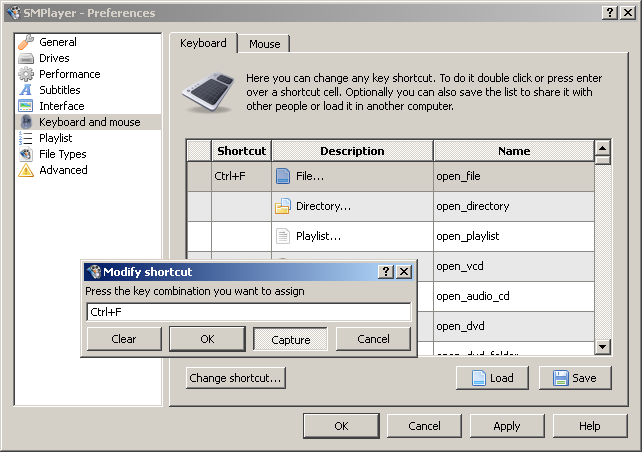 SMPlayer - Preferences
General
Drives
Performance
Subtitles
Interface
Keyboard and mouse
Playlist
File Types
Advanced
Keyboard
Mouse
Here you can change any key shortcut. To do it double click or press enter
over a shortcut cell. Optionally you can also save the list to share it with
other people or load it in another computer.
Shortcut Description Name
Ctrl+F File... open_file
Directory... open_directory
Playlist... open_playlist
open_vcd
open_audio_cd
open_dvd
open_dvd_folder
Modify shortcut
Press the key combination you want to assign
Ctrl+F
Clear OK Capture Cancel
Change shortcut... Load Save
OK Cancel Apply Help